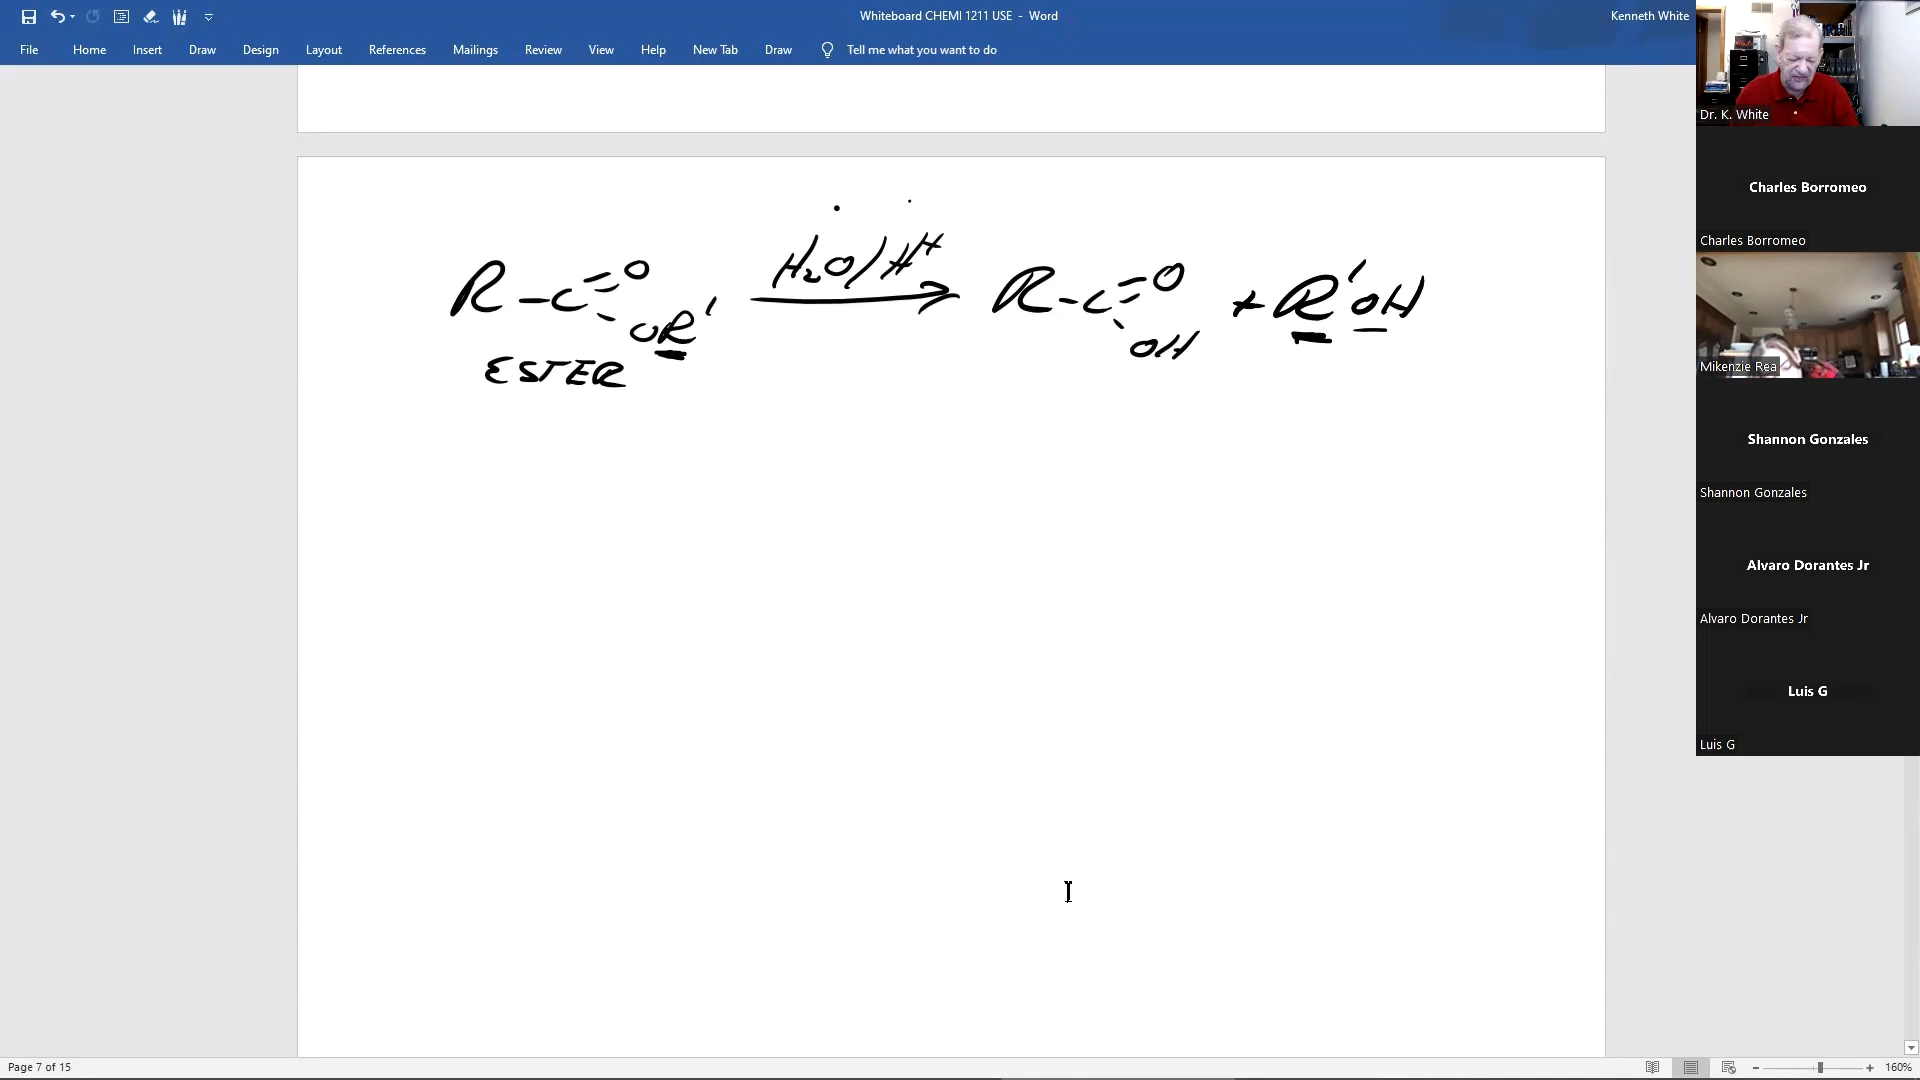 Whiteboard CHEMI 1211 USE - Word
Kenneth White
File Home Insert Draw Design Layout References Mailings Review View Help New Tab Draw Tell me what you want to do
Dr. K. White
Charles Borromeo
Charles Borromeo
Mikenzie Rea
Shannon Gonzales
Shannon Gonzales
Alvaro Dorantes Jr
Alvaro Dorantes Jr
Luis G
Luis G
H₂O/H⁺
R-C=O R-C=O + R'OH
OR' OH
ESTER
Page 7 of 15
160%